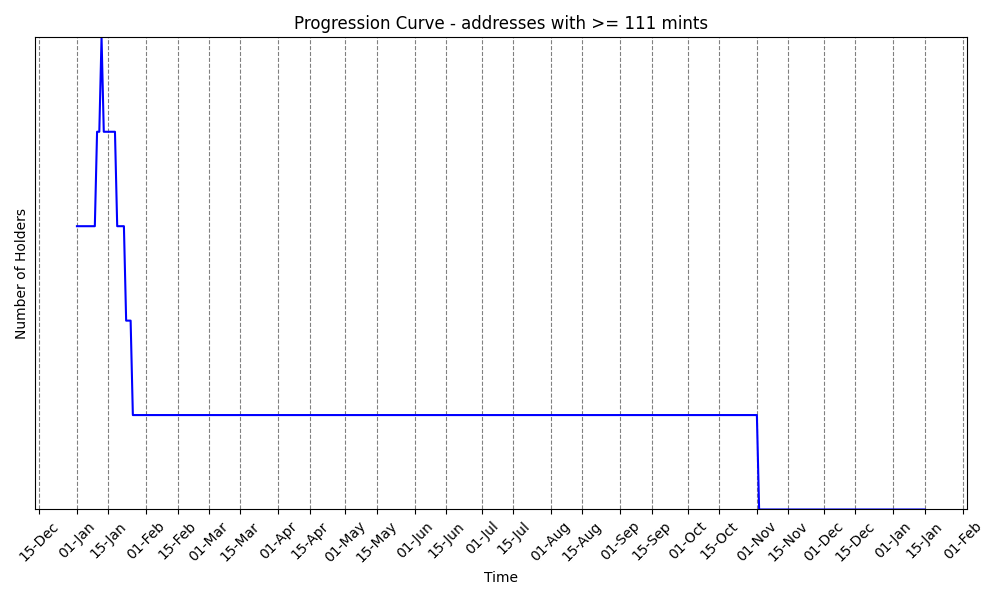 Progression Curve - addresses with >= 111 mints
Number of Holders
15-Dec
01-Jan
15-Jan
01-Feb
15-Feb
01-Mar
15-Mar
01-Apr
15-Apr
01-May
15-May
01-Jun
15-Jun
01-Jul
15-Jul
01-Aug
15-Aug
01-Sep
15-Sep
01-Oct
15-Oct
01-Nov
15-Nov
01-Dec
15-Dec
01-Jan
15-Jan
01-Feb
Time